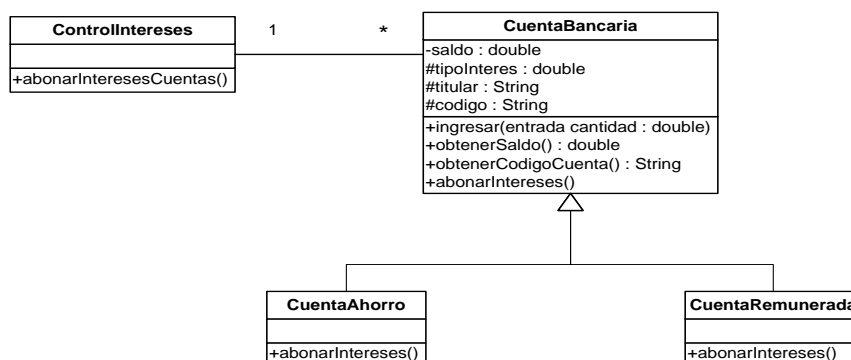 ControlIntereses
+abonarInteresesCuentas()
1
*
CuentaBancaria
-saldo : double
#tipoInteres : double
#titular : String
#codigo : String
+ingresar(entrada cantidad : double)
+obtenerSaldo() : double
+obtenerCodigoCuenta() : String
+abonarIntereses()
CuentaAhorro
+abonarIntereses()
CuentaRemunerada
+abonarIntereses()